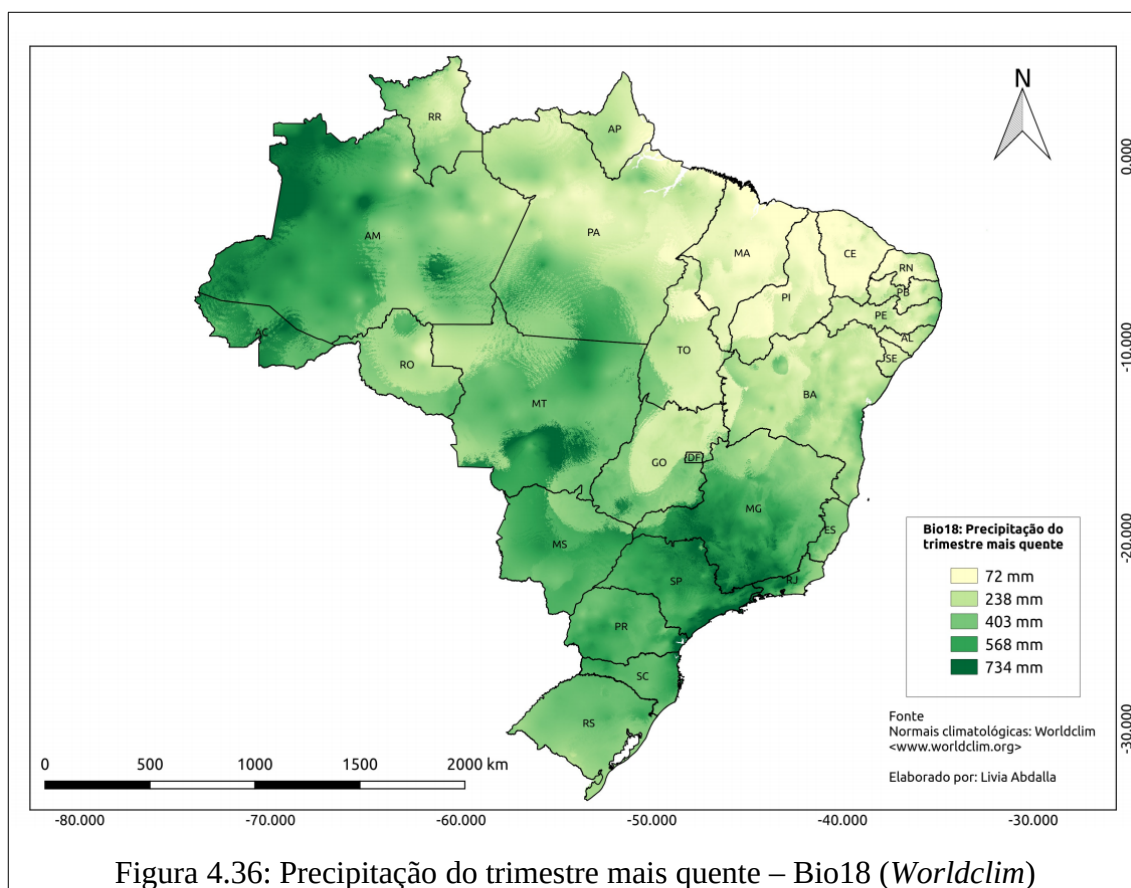 N
RR
AP
AM
PA
MA
CE
RN
PB
PI
PE
AL
SE
AC
TO
RO
BA
MT
GO
DF
MG
ES
MS
SP
RJ
PR
SC
RS
0.000
-10.000
-20.000
-30.000
Bio18: Precipitação do
trimestre mais quente
72 mm
238 mm
403 mm
568 mm
734 mm
Fonte
Normais climatológicas: Worldclim
<www.worldclim.org>
Elaborado por: Livia Abdalla
0 500 1000 1500 2000 km
-80.000 -70.000 -60.000 -50.000 -40.000 -30.000
Figura 4.36: Precipitação do trimestre mais quente – Bio18 (Worldclim)